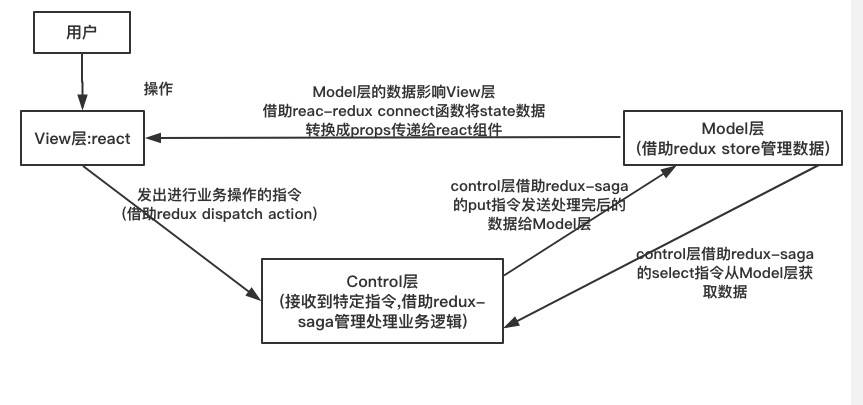 用户
操作
Model层的数据影响View层
借助reac-redux connect函数将state数据
转换成props传递给react组件
View层:react
Model层
(借助redux store管理数据)
发出进行业务操作的指令
(借助redux dispatch action)
control层借助redux-saga
的put指令发送处理完后的
数据给Model层
control层借助redux-saga
的select指令从Model层获
取数据
Control层
(接收到特定指令,借助redux-
saga管理处理业务逻辑)